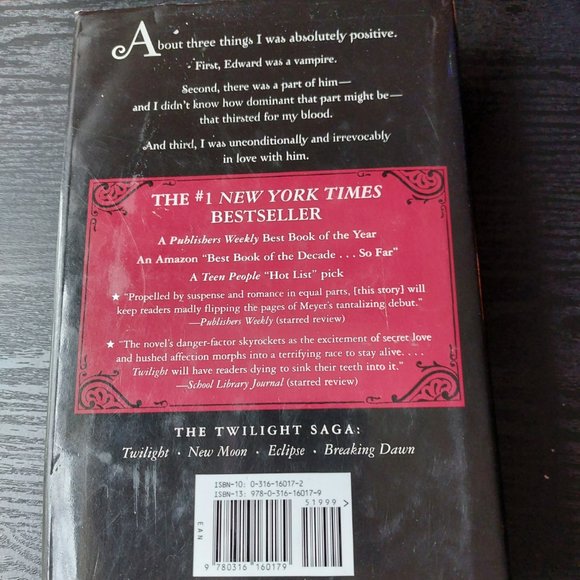 About three things I was absolutely positive.
First, Edward was a vampire.
Second, there was a part of him—
and I didn't know how dominant that part might be—
that thirsted for my blood.
And third, I was unconditionally and irrevocably
in love with him.
THE #1 NEW YORK TIMES
BESTSELLER
A Publishers Weekly Best Book of the Year
An Amazon "Best Book of the Decade . . . So Far"
A Teen People "Hot List" pick
★ "Propelled by suspense and romance in equal parts, [this story] will
keep readers madly flipping the pages of Meyer's tantalizing debut."
—Publishers Weekly (starred review)
★ "The novel's danger-factor skyrockets as the excitement of secret love
and hushed affection morphs into a terrifying race to stay alive. . . .
Twilight will have readers dying to sink their teeth into it."
—School Library Journal (starred review)
THE TWILIGHT SAGA:
Twilight · New Moon · Eclipse · Breaking Dawn
ISBN-10: 0-316-16017-2
ISBN-13: 978-0-316-16017-9
51999>
EAN
9 780316 160179